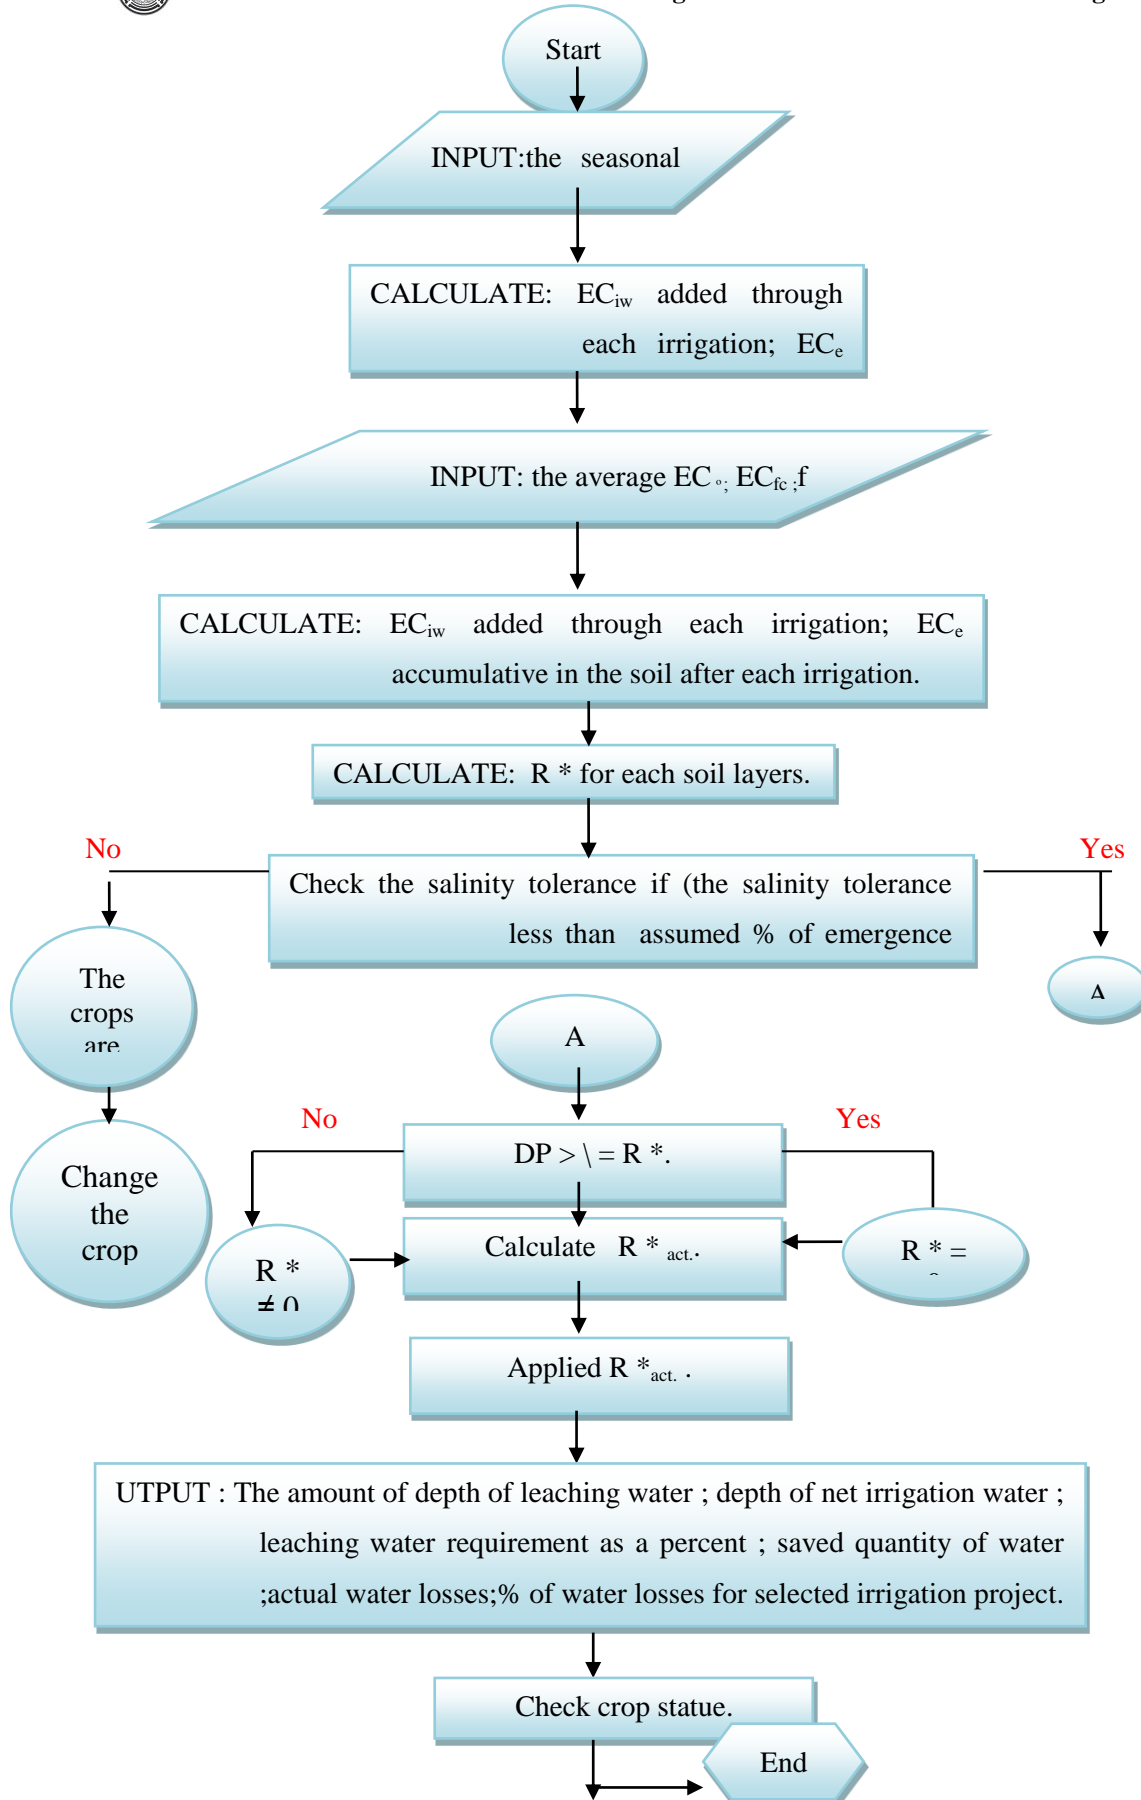 Start
INPUT:the seasonal
CALCULATE: ECiw added through
each irrigation; ECe
INPUT: the average EC ₀; ECfc ;f
CALCULATE: ECiw added through each irrigation; ECe
accumulative in the soil after each irrigation.
CALCULATE: R * for each soil layers.
No
Yes
Check the salinity tolerance if (the salinity tolerance
less than assumed % of emergence
The
crops
are
A
A
Change
the
crop
No
Yes
DP > \ = R *.
Calculate R * act..
R *
≠ 0
R * =
Applied R *act. .
UTPUT : The amount of depth of leaching water ; depth of net irrigation water ;
leaching water requirement as a percent ; saved quantity of water
;actual water losses;% of water losses for selected irrigation project.
Check crop statue.
End